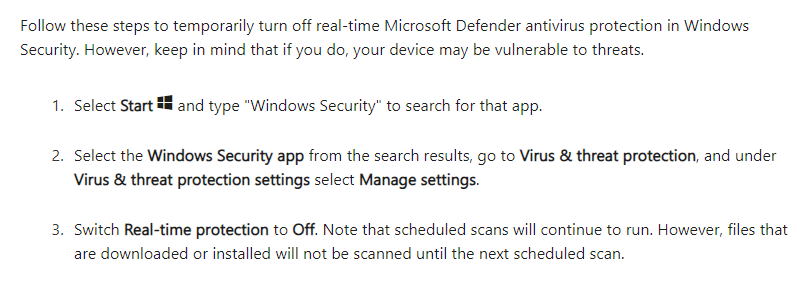 Follow these steps to temporarily turn off real-time Microsoft Defender antivirus protection in Windows
Security. However, keep in mind that if you do, your device may be vulnerable to threats.
1. Select Start and type "Windows Security" to search for that app.
2. Select the Windows Security app from the search results, go to Virus & threat protection, and under
Virus & threat protection settings select Manage settings.
3. Switch Real-time protection to Off. Note that scheduled scans will continue to run. However, files that
are downloaded or installed will not be scanned until the next scheduled scan.